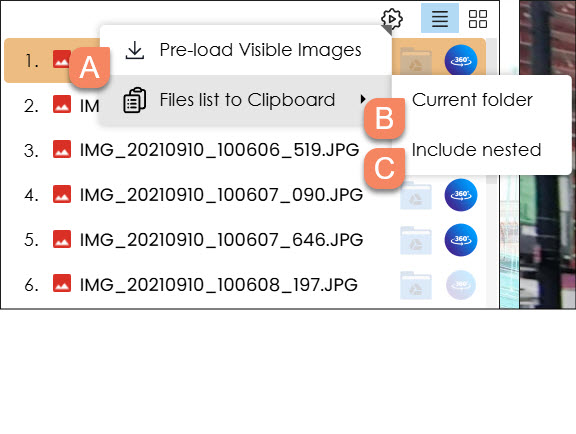 1.
A
Pre-load Visible Images
360°
2.
IM
Files list to Clipboard
B
Current folder
3.
IMG_20210910_100606_519.JPG
C
Include nested
4.
IMG_20210910_100607_090.JPG
360°
5.
IMG_20210910_100607_646.JPG
360°
6.
IMG_20210910_100608_197.JPG
360°